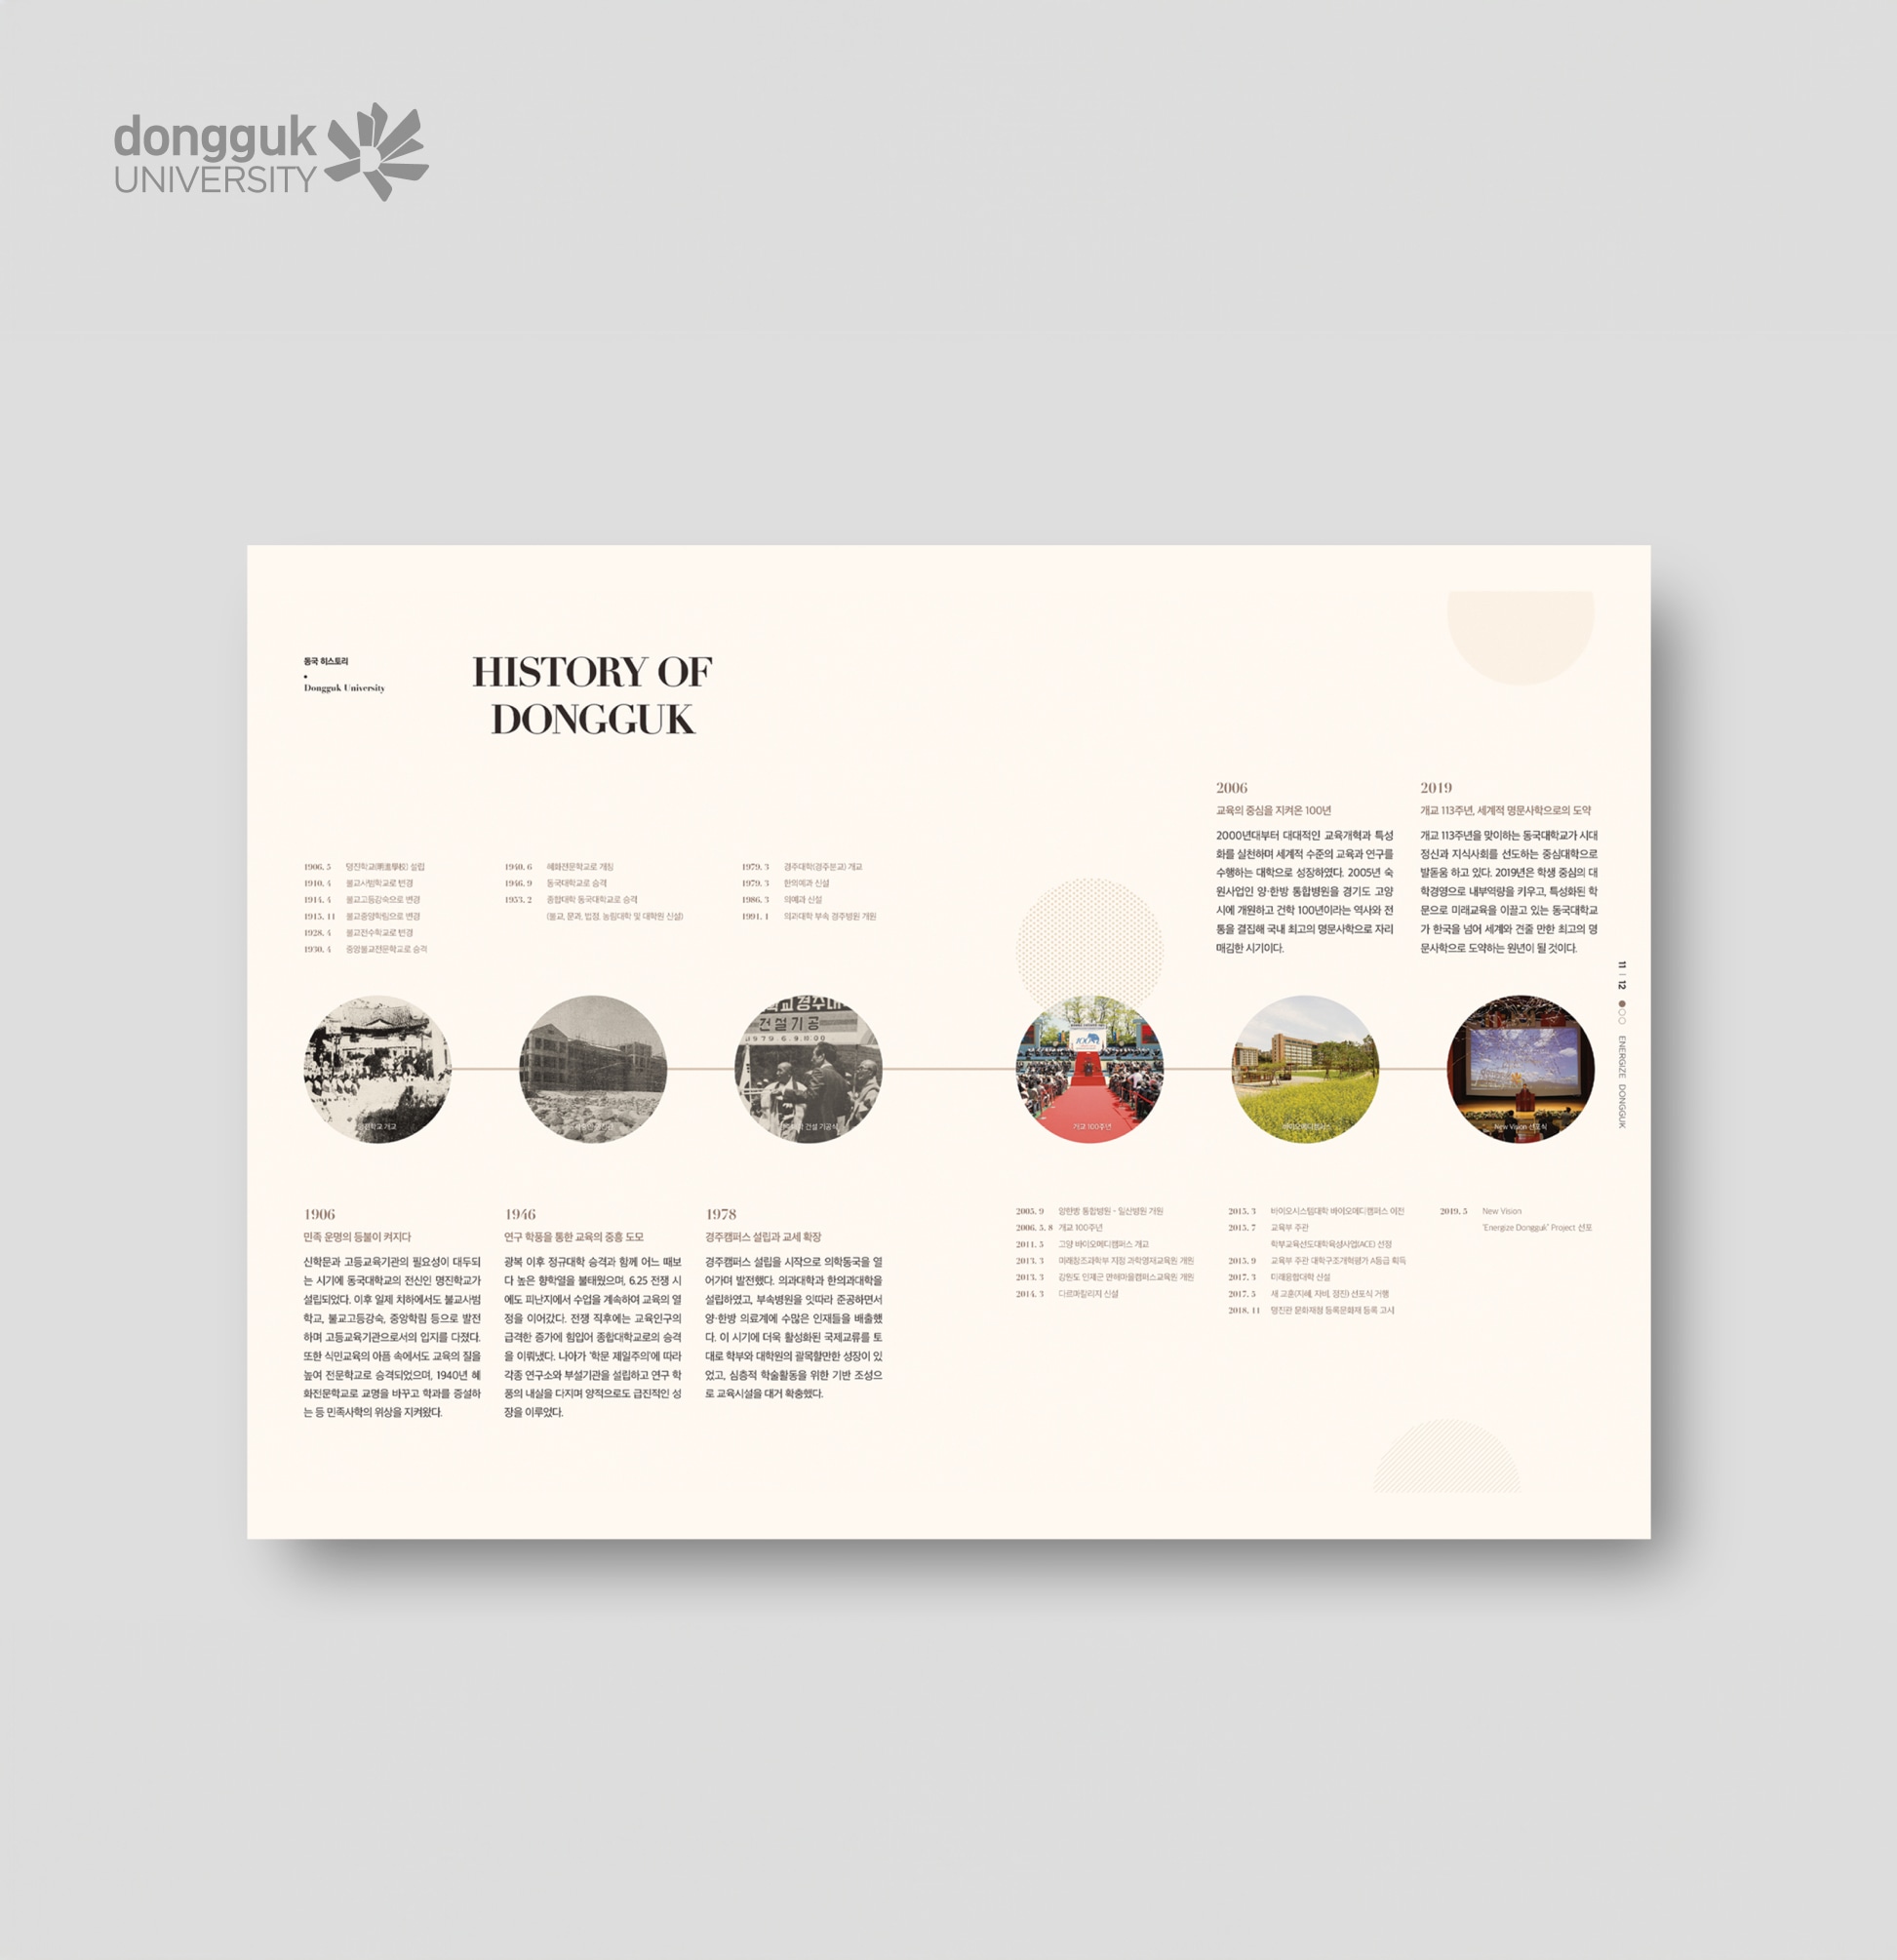 dongguk
UNIVERSITY
동국 히스토리
•
Dongguk University
HISTORY OF
DONGGUK
1906. 5 명진학교(明進學校) 설립
1910. 4 불교사범학교로 변경
1914. 4 불교고등강숙으로 변경
1915. 11 불교중앙학림으로 변경
1928. 4 불교전수학교로 변경
1930. 4 중앙불교전문학교로 승격
1940. 6 혜화전문학교로 개칭
1946. 9 동국대학교로 승격
1953. 2 종합대학 동국대학교로 승격
(불교, 문과, 법정, 농림대학 및 대학원 신설)
1979. 3 경주대학(경주분교) 개교
1979. 3 한의예과 신설
1986. 3 의예과 신설
1991. 1 의과대학 부속 경주병원 개원
2006
교육의 중심을 지켜온 100년
2000년대부터 대대적인 교육개혁과 특성
화를 실천하며 세계적 수준의 교육과 연구를
수행하는 대학으로 성장하였다. 2005년 숙
원사업인 양·한방 통합병원을 경기도 고양
시에 개원하고 건학 100년이라는 역사와 전
통을 결집해 국내 최고의 명문사학으로 자리
매김한 시기이다.
2019
개교 113주년, 세계적 명문사학으로의 도약
개교 113주년을 맞이하는 동국대학교가 시대
정신과 지식사회를 선도하는 중심대학으로
발돋움 하고 있다. 2019년은 학생 중심의 대
학경영으로 내부역량을 키우고, 특성화된 학
문으로 미래교육을 이끌고 있는 동국대학교
가 한국을 넘어 세계와 견줄 만한 최고의 명
문사학으로 도약하는 원년이 될 것이다.
11 | 12 ENERGIZE DONGGUK
학교경주대
건설기공
1979.6.9.
100
명진학교 개교
건설 기공식
개교 100주년
바이오메디캠퍼스
New Vision 선포식
1906
민족 운명의 등불이 켜지다
신학문과 고등교육기관의 필요성이 대두되
는 시기에 동국대학교의 전신인 명진학교가
설립되었다. 이후 일제 치하에서도 불교사범
학교, 불교고등강숙, 중앙학림 등으로 발전
하며 고등교육기관으로서의 입지를 다졌다.
또한 식민교육의 아픔 속에서도 교육의 질을
높여 전문학교로 승격되었으며, 1940년 혜
화전문학교로 교명을 바꾸고 학과를 증설하
는 등 민족사학의 위상을 지켜왔다.
1946
연구 학풍을 통한 교육의 중흥 도모
광복 이후 정규대학 승격과 함께 어느 때보
다 높은 향학열을 불태웠으며, 6.25 전쟁 시
에도 피난지에서 수업을 계속하여 교육의 열
정을 이어갔다. 전쟁 직후에는 교육인구의
급격한 증가에 힘입어 종합대학교로의 승격
을 이뤄냈다. 나아가 '학문 제일주의'에 따라
각종 연구소와 부설기관을 설립하고 연구 학
풍의 내실을 다지며 양적으로도 급진적인 성
장을 이루었다.
1978
경주캠퍼스 설립과 교세 확장
경주캠퍼스 설립을 시작으로 의학동국을 열
어가며 발전했다. 의과대학과 한의과대학을
설립하였고, 부속병원을 잇따라 준공하면서
양·한방 의료계에 수많은 인재들을 배출했
다. 이 시기에 더욱 활성화된 국제교류를 토
대로 학부와 대학원의 괄목할만한 성장이 있
었고, 심층적 학술활동을 위한 기반 조성으
로 교육시설을 대거 확충했다.
2005. 9 양한방 통합병원 - 일산병원 개원
2006. 5. 8 개교 100주년
2011. 5 고양 바이오메디캠퍼스 개교
2013. 3 미래창조과학부 지정 과학영재교육원 개원
2013. 3 강원도 인제군 만해마을캠퍼스교육원 개원
2014. 3 다르마칼리지 신설
2015. 3 바이오시스템대학 바이오메디캠퍼스 이전
2015. 7 교육부 주관
학부교육선도대학육성사업(ACE) 선정
2015. 9 교육부 주관 대학구조개혁평가 A등급 획득
2017. 3 미래융합대학 신설
2017. 5 새 교훈(지혜, 자비, 정진) 선포식 거행
2018. 11 명진관 문화재청 등록문화재 등록 고시
2019. 5 New Vision
'Energize Dongguk' Project 선포